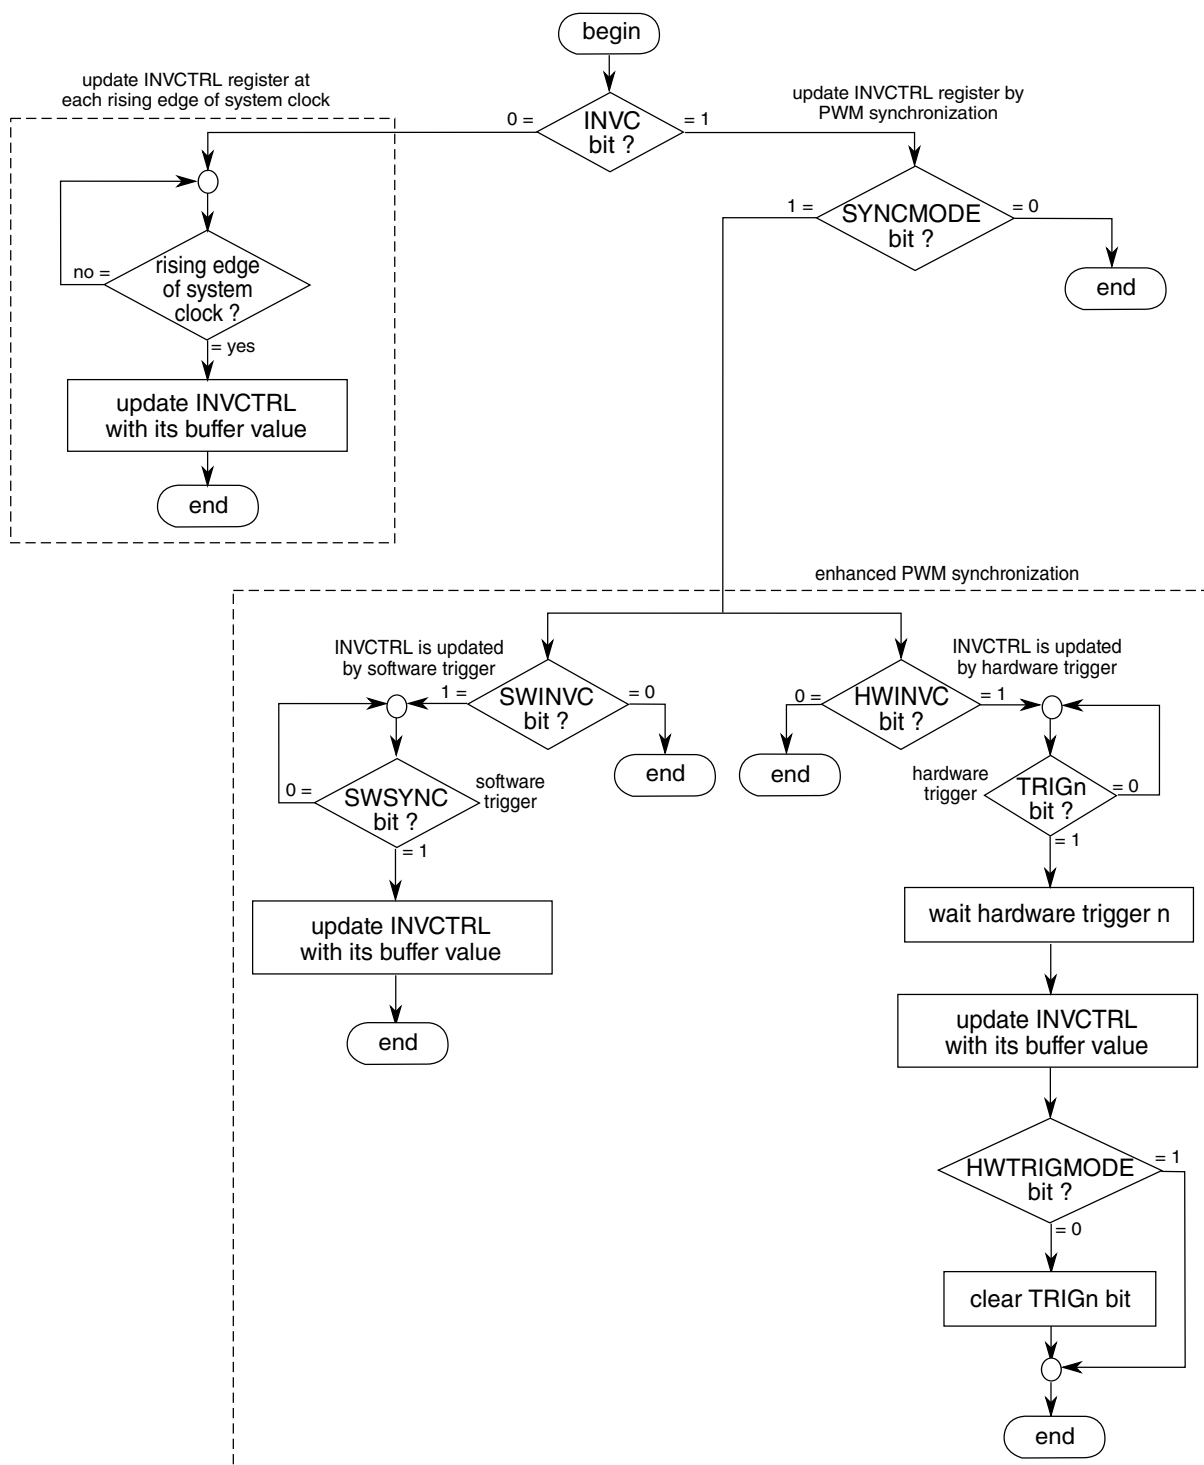 begin
update INVCTRL register at
each rising edge of system clock
update INVCTRL register by
PWM synchronization
0 =
INVC
bit ?
= 1
1 =
SYNCMODE
bit ?
= 0
end
no =
rising edge
of system
clock ?
= yes
update INVCTRL
with its buffer value
end
enhanced PWM synchronization
INVCTRL is updated
by software trigger
1 =
SWINVC
bit ?
= 0
end
0 =
SWSYNC
bit ?
software
trigger
= 1
update INVCTRL
with its buffer value
end
INVCTRL is updated
by hardware trigger
0 =
HWINVC
bit ?
= 1
end
hardware
trigger
TRIGn
bit ?
= 0
= 1
wait hardware trigger n
update INVCTRL
with its buffer value
HWTRIGMODE
bit ?
= 1
= 0
clear TRIGn bit
end